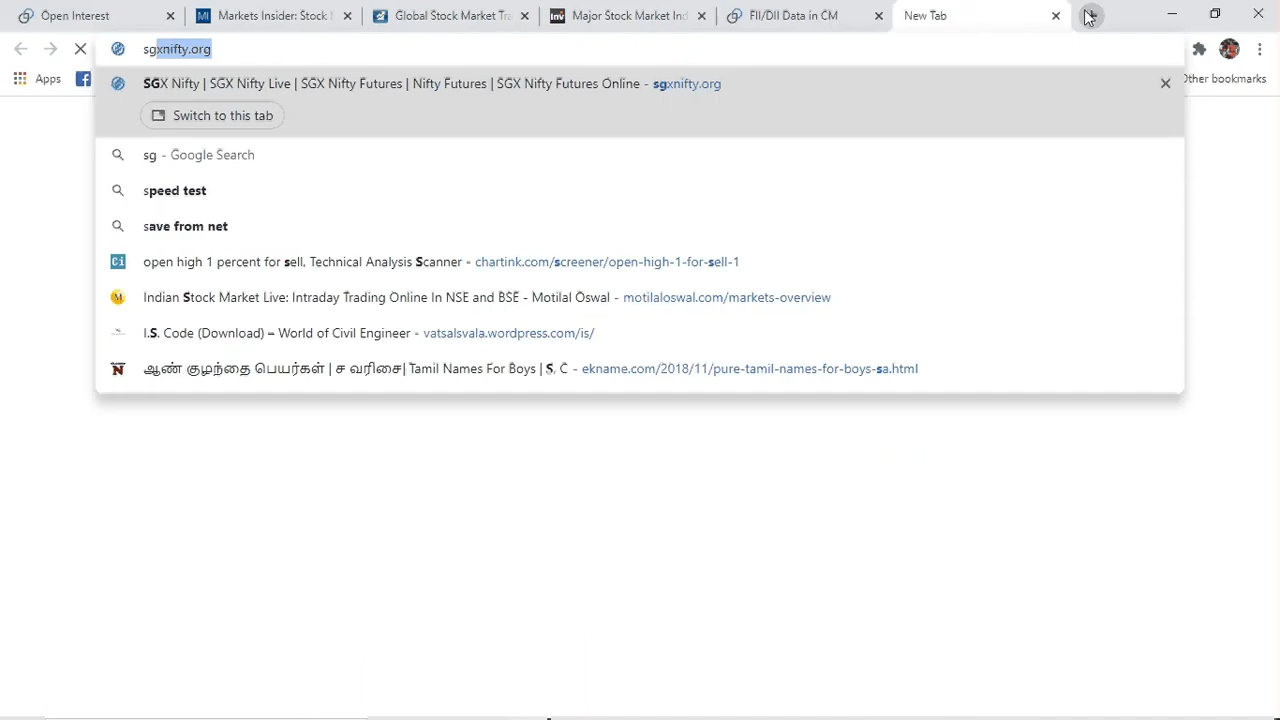 Open Interest
Markets Insider: Stock
Global Stock Market Tra
Major Stock Market Ind
FII/DII Data in CM
New Tab
sgxnifty.org
Apps
Other bookmarks
SGX Nifty | SGX Nifty Live | SGX Nifty Futures | Nifty Futures | SGX Nifty Futures Online - sgxnifty.org
Switch to this tab
sg - Google Search
speed test
save from net
Ci open high 1 percent for sell, Technical Analysis Scanner - chartink.com/screener/open-high-1-for-sell-1
Indian Stock Market Live: Intraday Trading Online In NSE and BSE - Motilal Oswal - motilaloswal.com/markets-overview
I.S. Code (Download) – World of Civil Engineer - vatsalsvala.wordpress.com/is/
ஆண் குழந்தை பெயர்கள் | ச வரிசை| Tamil Names For Boys | S, C - ekname.com/2018/11/pure-tamil-names-for-boys-sa.html